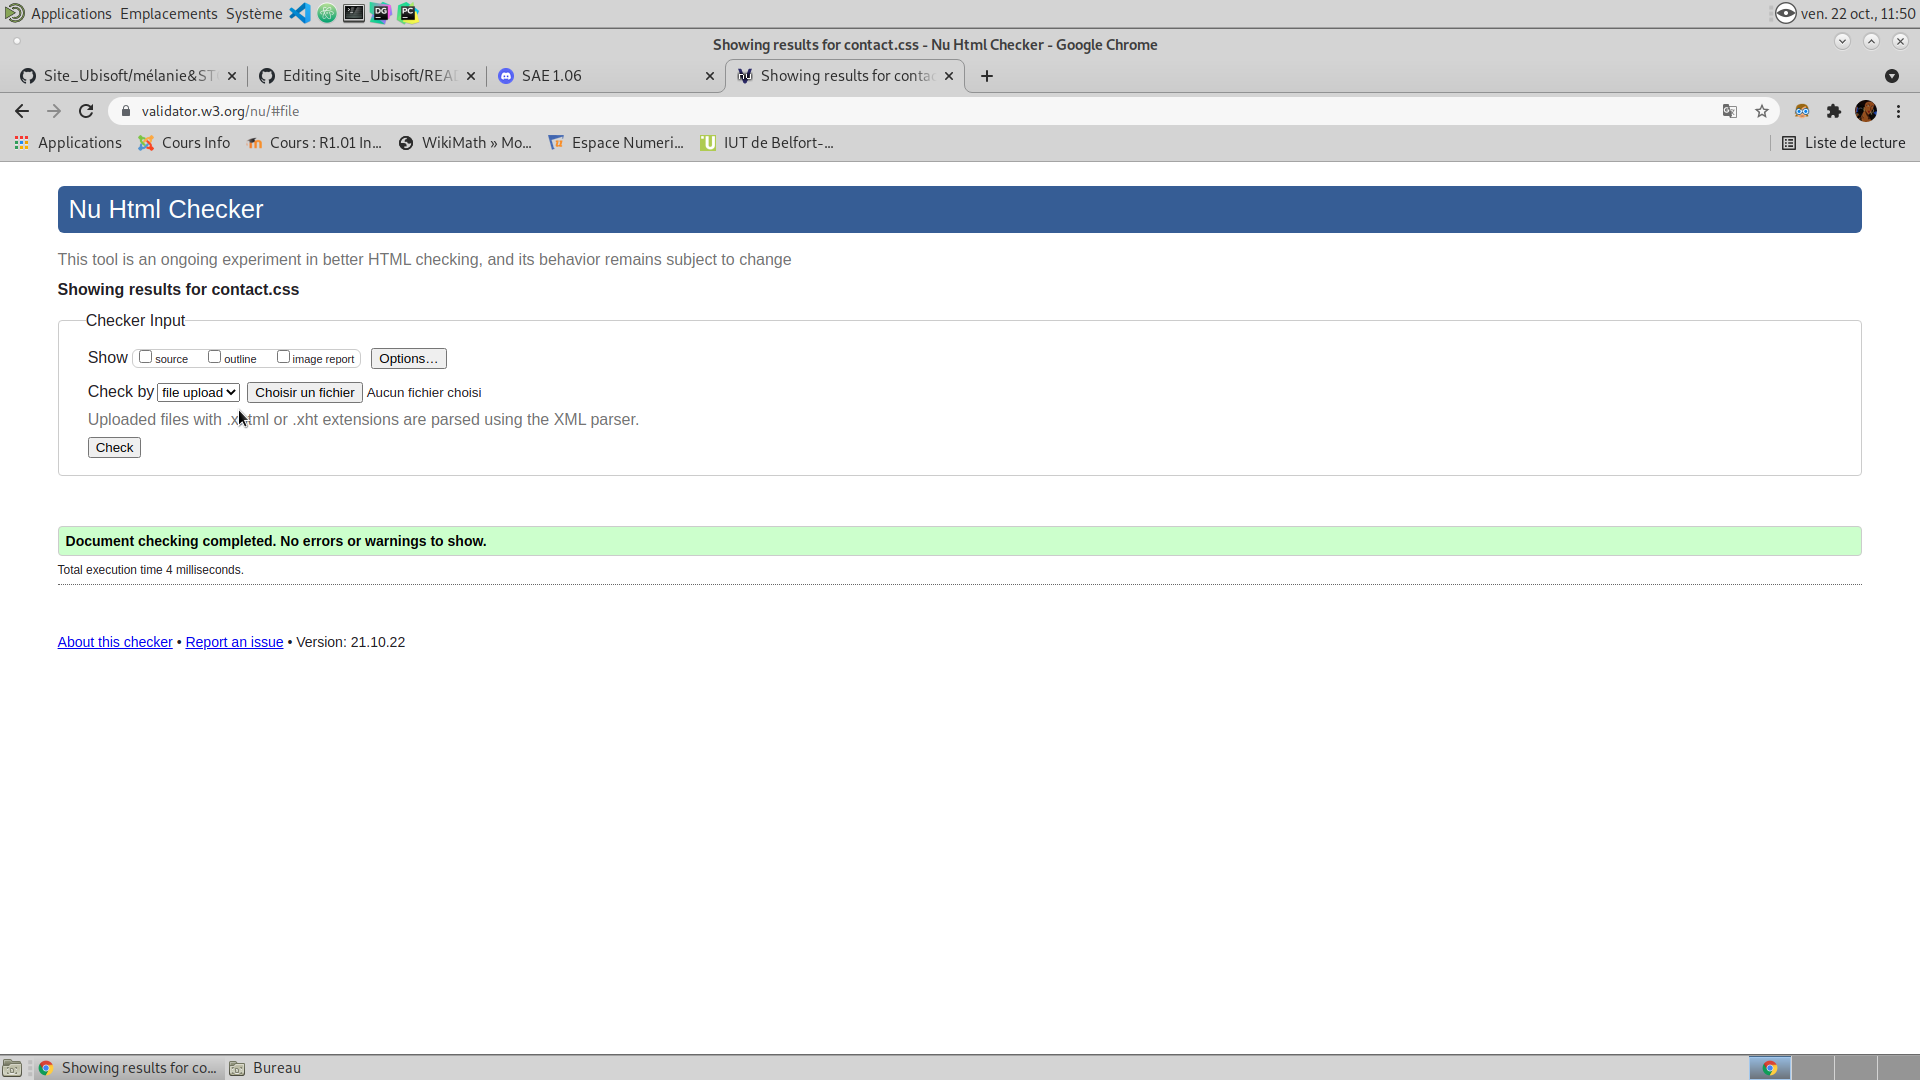 Applications Emplacements Système ven. 22 oct., 11:50
Showing results for contact.css - Nu Html Checker - Google Chrome
Site_Ubisoft/mélanie&ST Editing Site_Ubisoft/REA SAE 1.06 Showing results for conta
validator.w3.org/nu/#file
Applications Cours Info Cours : R1.01 In... WikiMath » Mo... Espace Numeri... IUT de Belfort-... Liste de lecture
Nu Html Checker
This tool is an ongoing experiment in better HTML checking, and its behavior remains subject to change
Showing results for contact.css
Checker Input
Show source outline image report Options...
Check by file upload Choisir un fichier Aucun fichier choisi
Uploaded files with .xhtml or .xht extensions are parsed using the XML parser.
Check
Document checking completed. No errors or warnings to show.
Total execution time 4 milliseconds.
About this checker • Report an issue • Version: 21.10.22
Showing results for co... Bureau